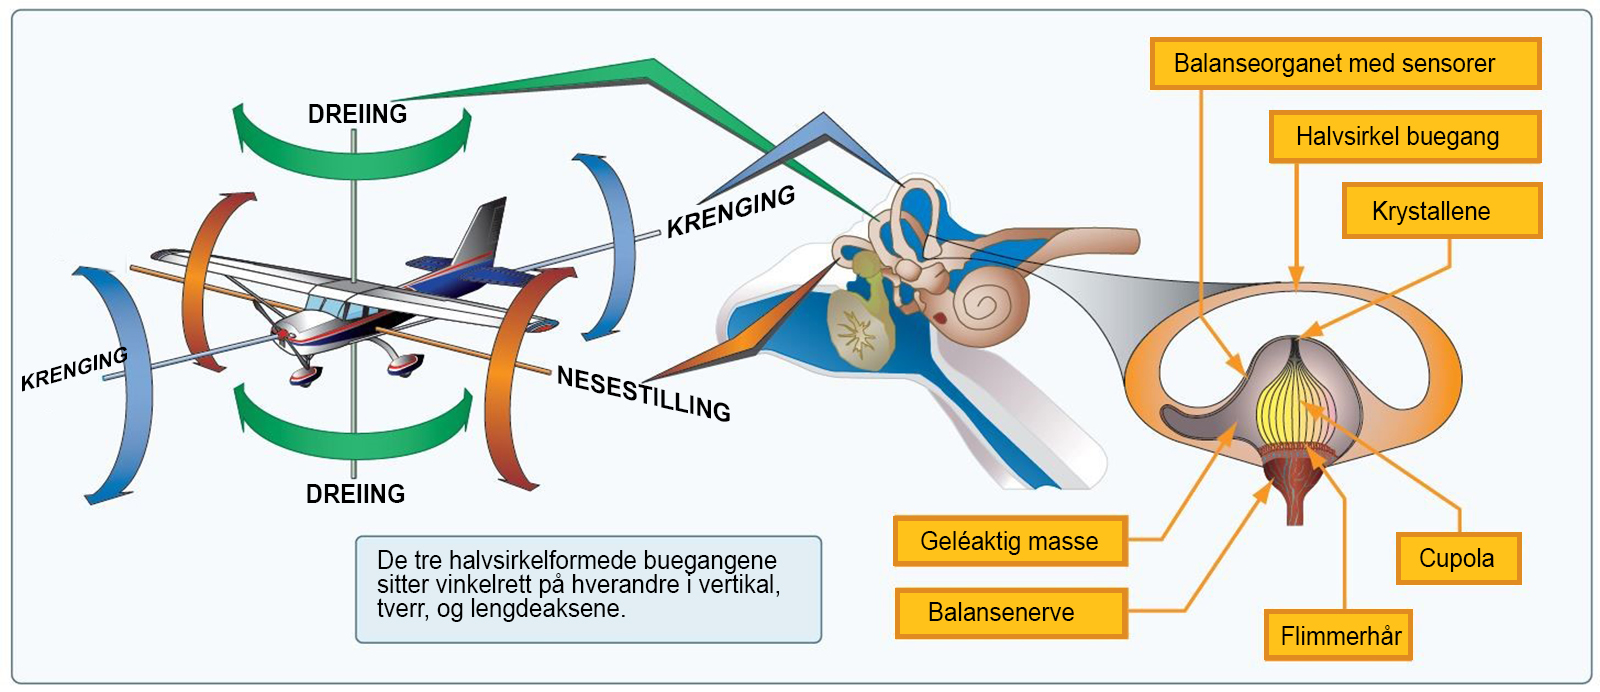 DREIING
KRENGING
KRENGING
NESESTILLING
DREIING
De tre halvsirkelformede buegangene
sitter vinkelrett på hverandre i vertikal,
tverr, og lengdeaksene.
Balanseorganet med sensorer
Halvsirkel buegang
Krystallene
Geléaktig masse
Balansenerve
Cupola
Flimmerhår